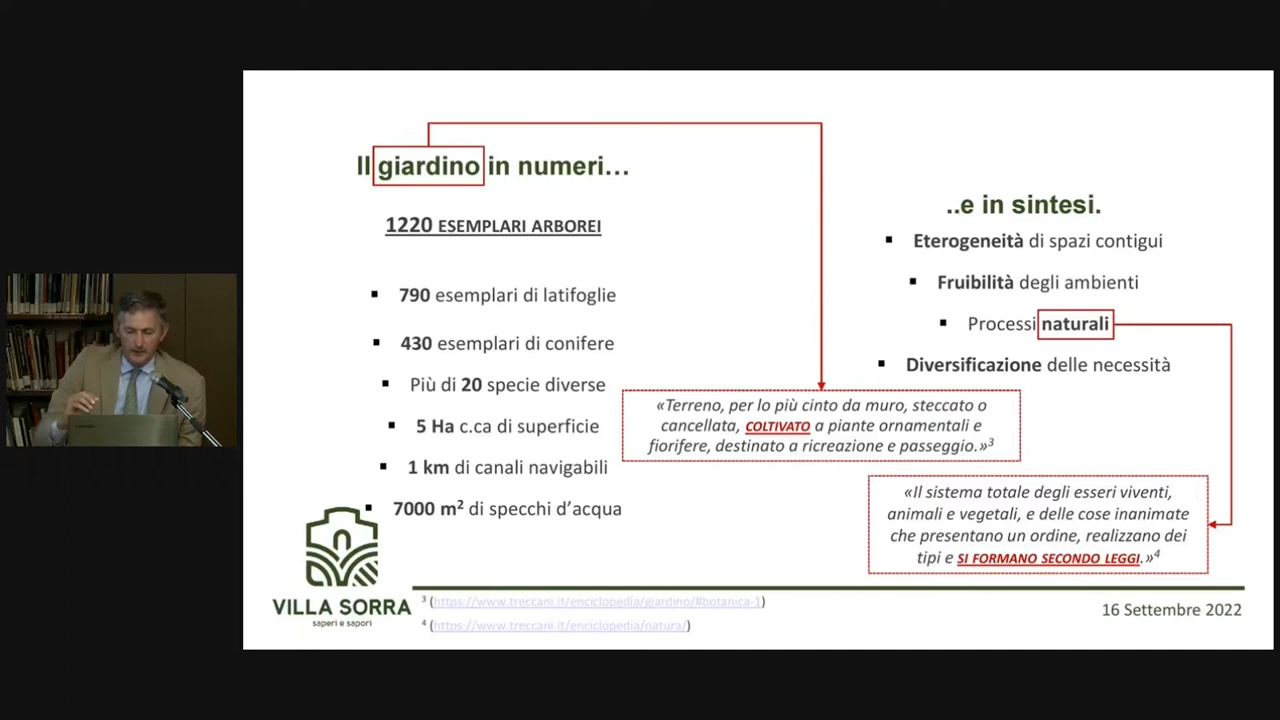 Il giardino in numeri…
1220 ESEMPLARI ARBOREI
▪ 790 esemplari di latifoglie
▪ 430 esemplari di conifere
▪ Più di 20 specie diverse
▪ 5 Ha c.ca di superficie
▪ 1 km di canali navigabili
▪ 7000 m² di specchi d’acqua
..e in sintesi.
▪ Eterogeneità di spazi contigui
▪ Fruibilità degli ambienti
▪ Processi naturali
▪ Diversificazione delle necessità
«Terreno, per lo più cinto da muro, steccato o
cancellata, COLTIVATO a piante ornamentali e
fiorifere, destinato a ricreazione e passeggio.»³
«Il sistema totale degli esseri viventi,
animali e vegetali, e delle cose inanimate
che presentano un ordine, realizzano dei
tipi e SI FORMANO SECONDO LEGGI.»⁴
VILLA SORRA
saperi e sapori
³ (https://www.treccani.it/enciclopedia/giardino/#botanica-1)
⁴ (https://www.treccani.it/enciclopedia/natura/)
16 Settembre 2022